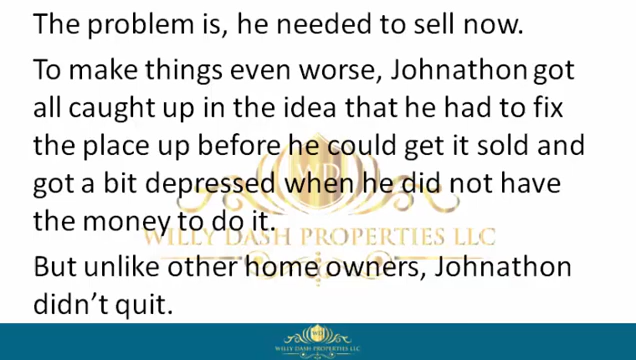 The problem is, he needed to sell now.
To make things even worse, Johnathon got
all caught up in the idea that he had to fix
the place up before he could get it sold and
got a bit depressed when he did not have
the money to do it.
WILLY DASH PROPERTIES LLC
But unlike other home owners, Johnathon
didn’t quit.
WILLY DASH PROPERTIES LLC